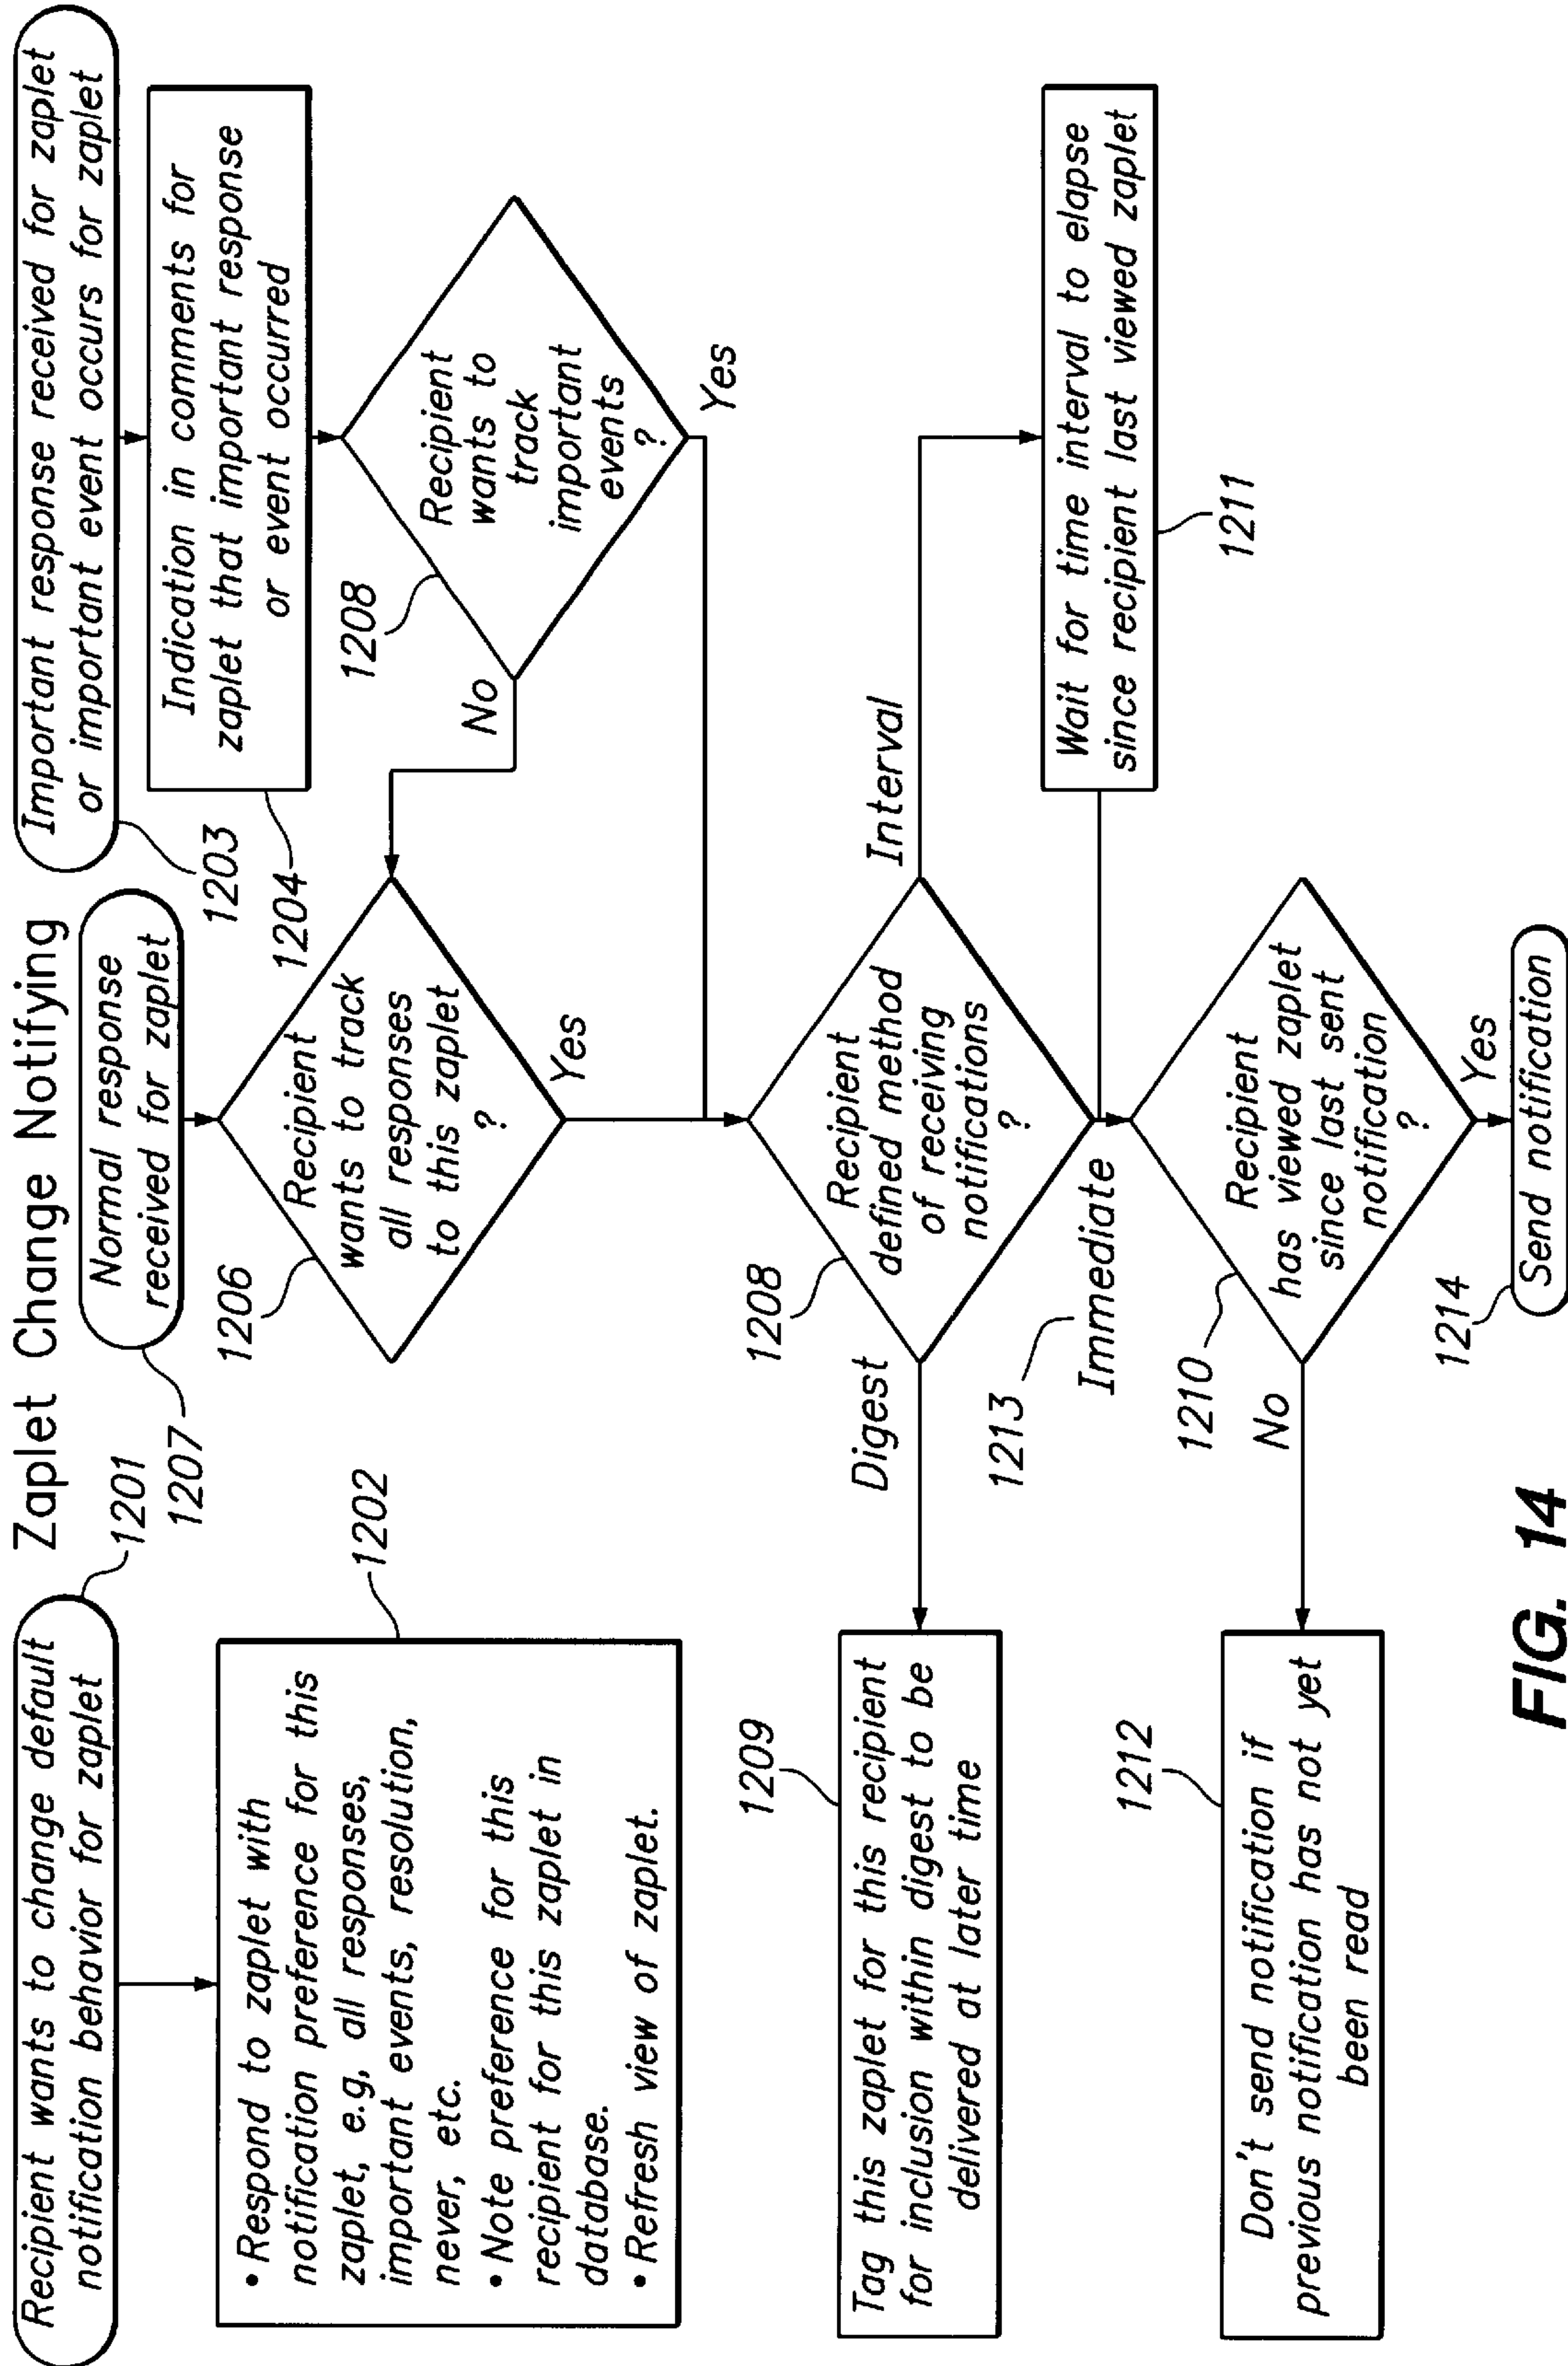 Zaplet Change Notifying
Recipient wants to change default
notification behavior for zaplet
1201
• Respond to zaplet with
notification preference for this
zaplet, e.g, all responses,
important events, resolution,
never, etc.
• Note preference for this
recipient for this zaplet in
database.
• Refresh view of zaplet.
1202
Normal response
received for zaplet
1207
Important response received for zaplet
or important event occurs for zaplet
1203
Indication in comments for
zaplet that important response
or event occurred
1204
Recipient
wants to track
all responses
to this zaplet
?
1206
Yes
Recipient
wants to
track
important
events
?
1208
No
Yes
Recipient
defined method
of receiving
notifications
?
1208
Digest
Interval
1213
Immediate
Tag this zaplet for this recipient
for inclusion within digest to be
delivered at later time
1209
Wait for time interval to elapse
since recipient last viewed zaplet
1211
Recipient
has viewed zaplet
since last sent
notification
?
1210
No
Yes
Don't send notification if
previous notification has not yet
been read
1212
1214
Send notification
FIG. 14